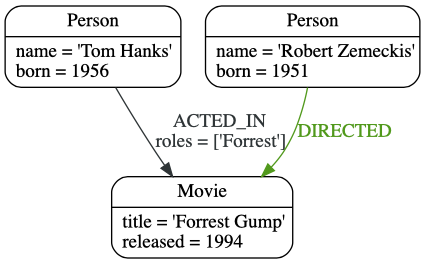 Person
name = 'Tom Hanks'
born = 1956
Person
name = 'Robert Zemeckis'
born = 1951
ACTED_IN
roles = ['Forrest']
DIRECTED
Movie
title = 'Forrest Gump'
released = 1994